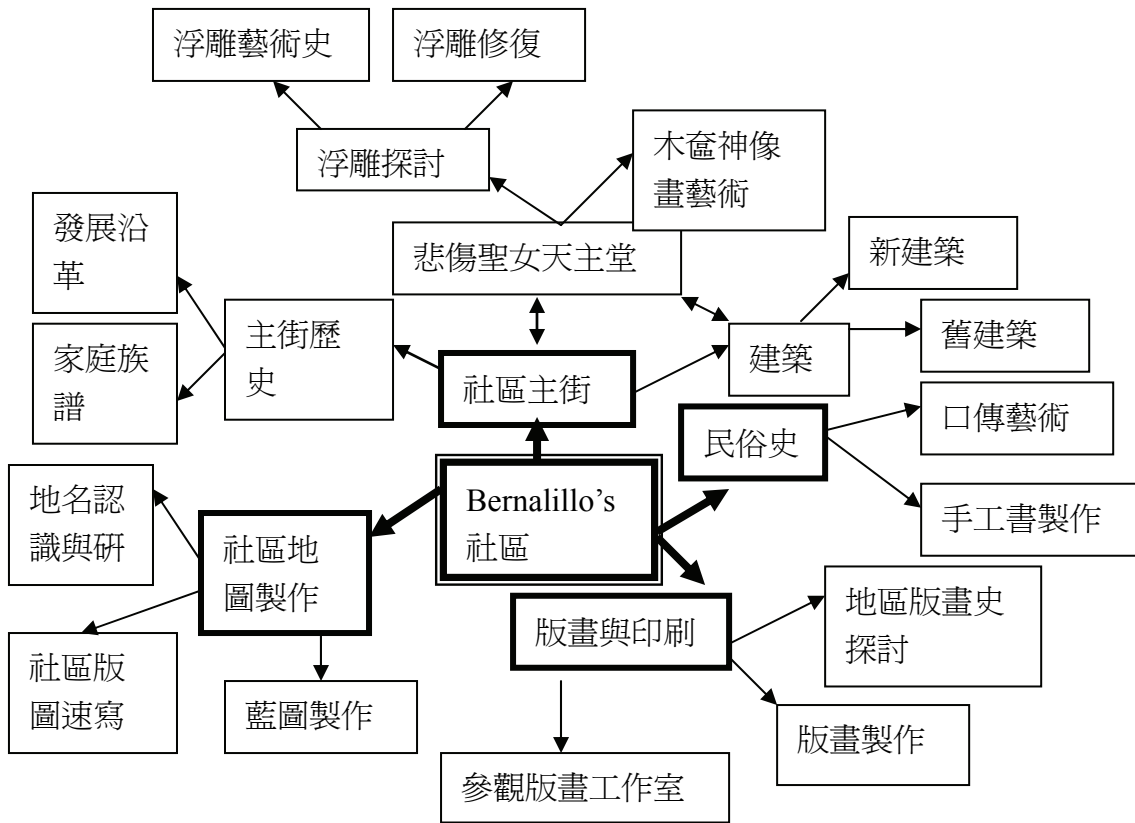 浮雕藝術史
浮雕修復
浮雕探討
木奩神像
畫藝術
發展沿
革
悲傷聖女天主堂
新建築
家庭族
譜
主街歷
史
社區主街
建築
舊建築
民俗史
口傳藝術
地名認
識與硏
社區地
圖製作
Bernalillo’s
社區
手工書製作
版畫與印刷
地區版畫史
探討
社區版
圖速寫
藍圖製作
版畫製作
參觀版畫工作室